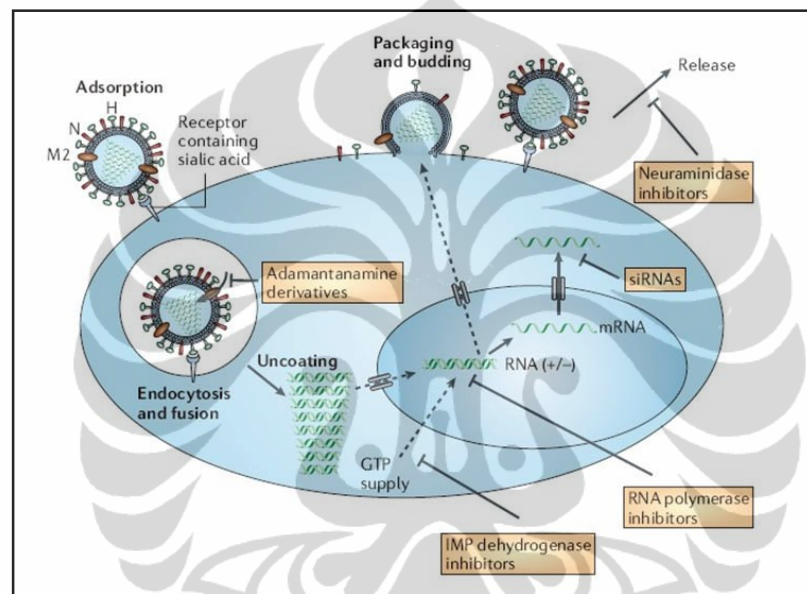 Packaging
and budding
Release
Adsorption
H
N
M2
Receptor
containing
sialic acid
Neuraminidase
inhibitors
Adamantanamine
derivatives
siRNAs
mRNA
Uncoating
RNA (+/–)
Endocytosis
and fusion
GTP
supply
RNA polymerase
inhibitors
IMP dehydrogenase
inhibitors